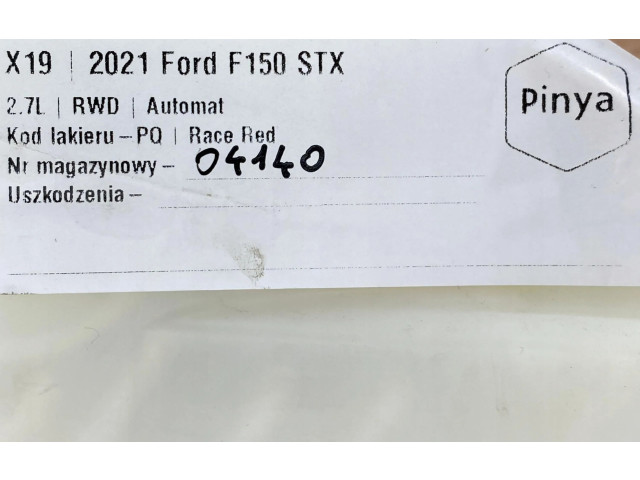 X19 | 2021 Ford F150 STX
2.7L | RWD | Automat
Kod lakieru – PQ | Race Red
Nr magazynowy – 04140
Uszkodzenia –
Pinya